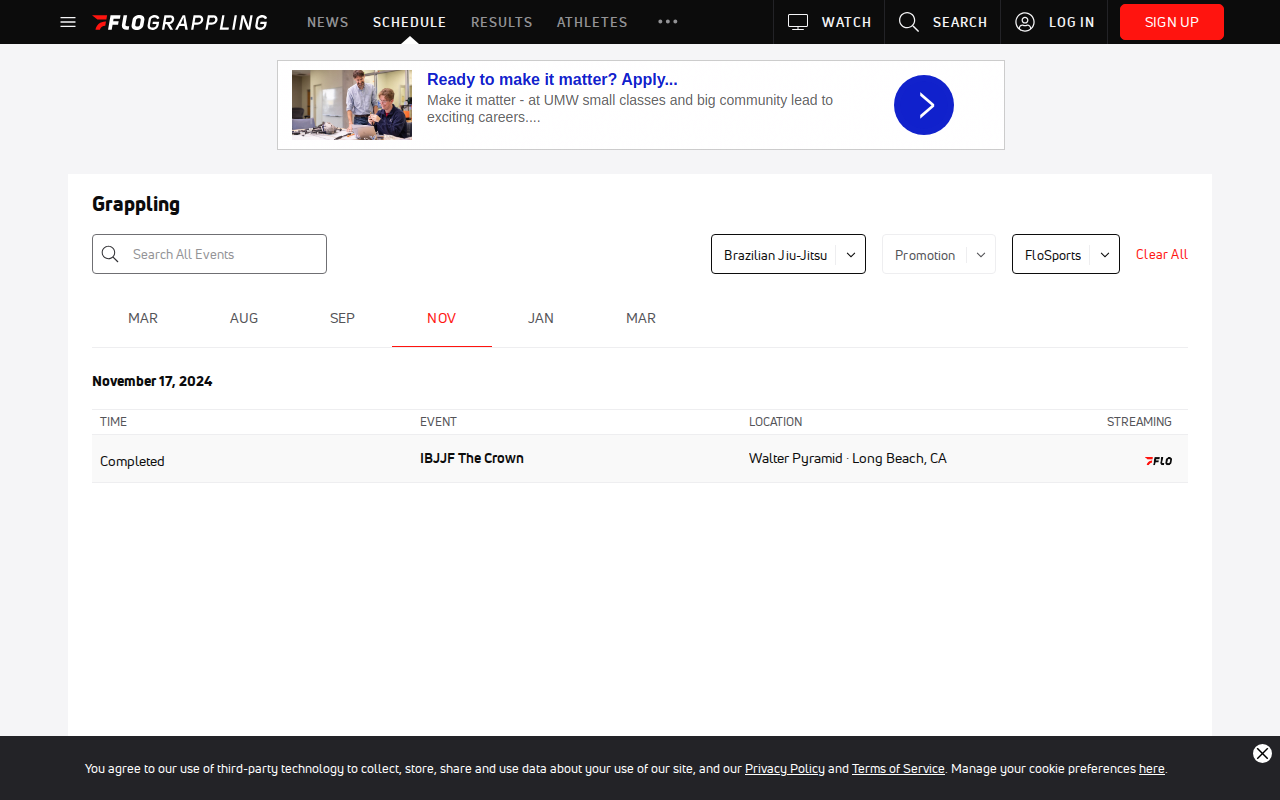 FLOGRAPPLING NEWS SCHEDULE RESULTS ATHLETES WATCH SEARCH LOG IN SIGN UP
Ready to make it matter? Apply...
Make it matter - at UMW small classes and big community lead to
exciting careers....
Grappling
Search All Events Brazilian Jiu-Jitsu Promotion FloSports Clear All
MAR AUG SEP NOV JAN MAR
November 17, 2024
TIME EVENT LOCATION STREAMING
Completed IBJJF The Crown Walter Pyramid · Long Beach, CA FLO
You agree to our use of third-party technology to collect, store, share and use data about your use of our site, and our Privacy Policy and Terms of Service. Manage your cookie preferences here.